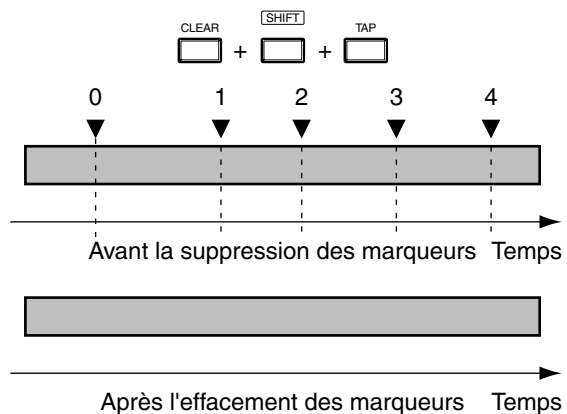 CLEAR SHIFT TAP
+ +
0 1 2 3 4
Avant la suppression des marqueurs Temps
Après l'effacement des marqueurs Temps